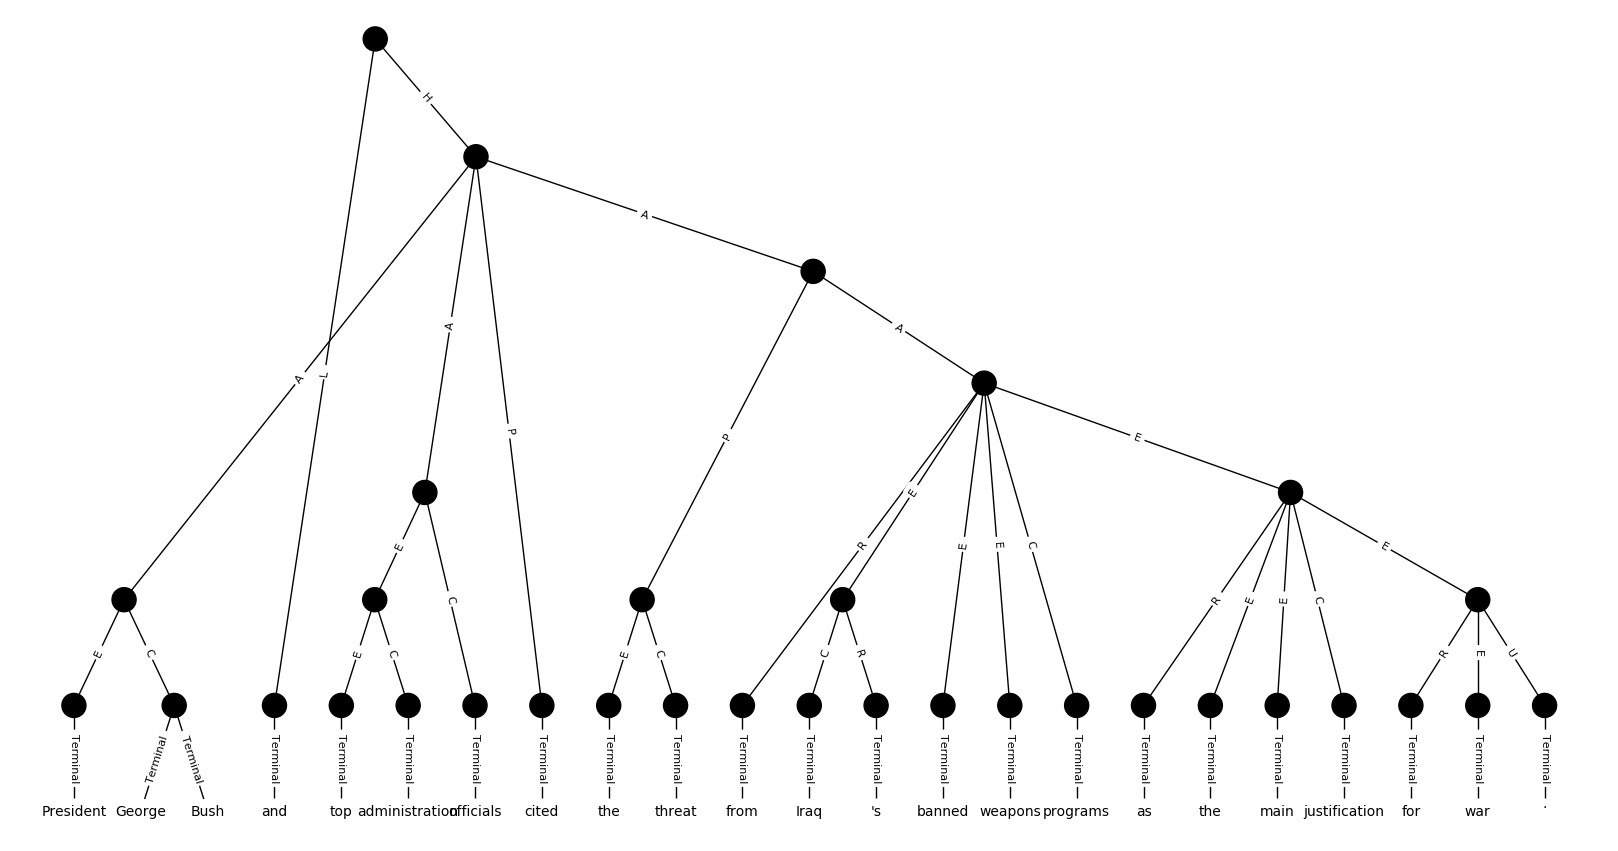 H
A
A
A
L
A
P
P
E
E
R
E
E
E
C
E
C
R
E
E
C
E
E
C
E
C
E
C
C
R
R
E
U
Terminal Terminal Terminal Terminal Terminal Terminal Terminal Terminal Terminal Terminal Terminal Terminal Terminal Terminal Terminal Terminal Terminal Terminal Terminal Terminal Terminal Terminal Terminal
President George Bush and top administration officials cited the threat from Iraq 's banned weapons programs as the main justification for war .